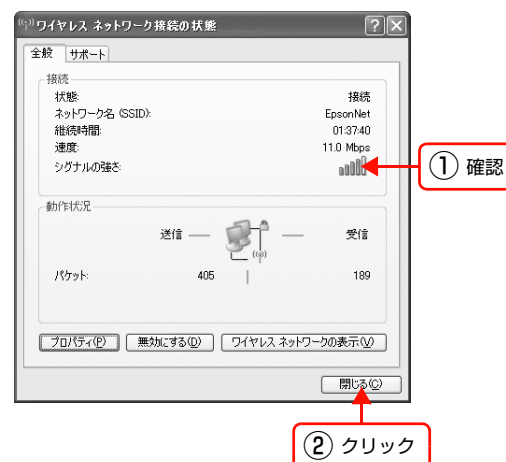 ワイヤレス ネットワーク接続の状態
全般 サポート
接続
状態: 接続
ネットワーク名 (SSID): EpsonNet
継続時間: 01:37:40
速度: 11.0 Mbps
シグナルの強さ:
① 確認
動作状況
送信 — — 受信
パケット: 405 | 189
プロパティ(P) 無効にする(D) ワイヤレス ネットワークの表示(V)
閉じる(C)
② クリック